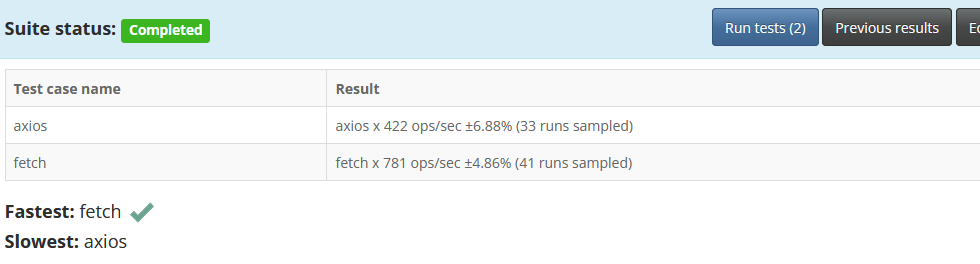 Suite status: Completed Run tests (2) Previous results
Test case name Result
axios axios x 422 ops/sec ±6.88% (33 runs sampled)
fetch fetch x 781 ops/sec ±4.86% (41 runs sampled)
Fastest: fetch
Slowest: axios